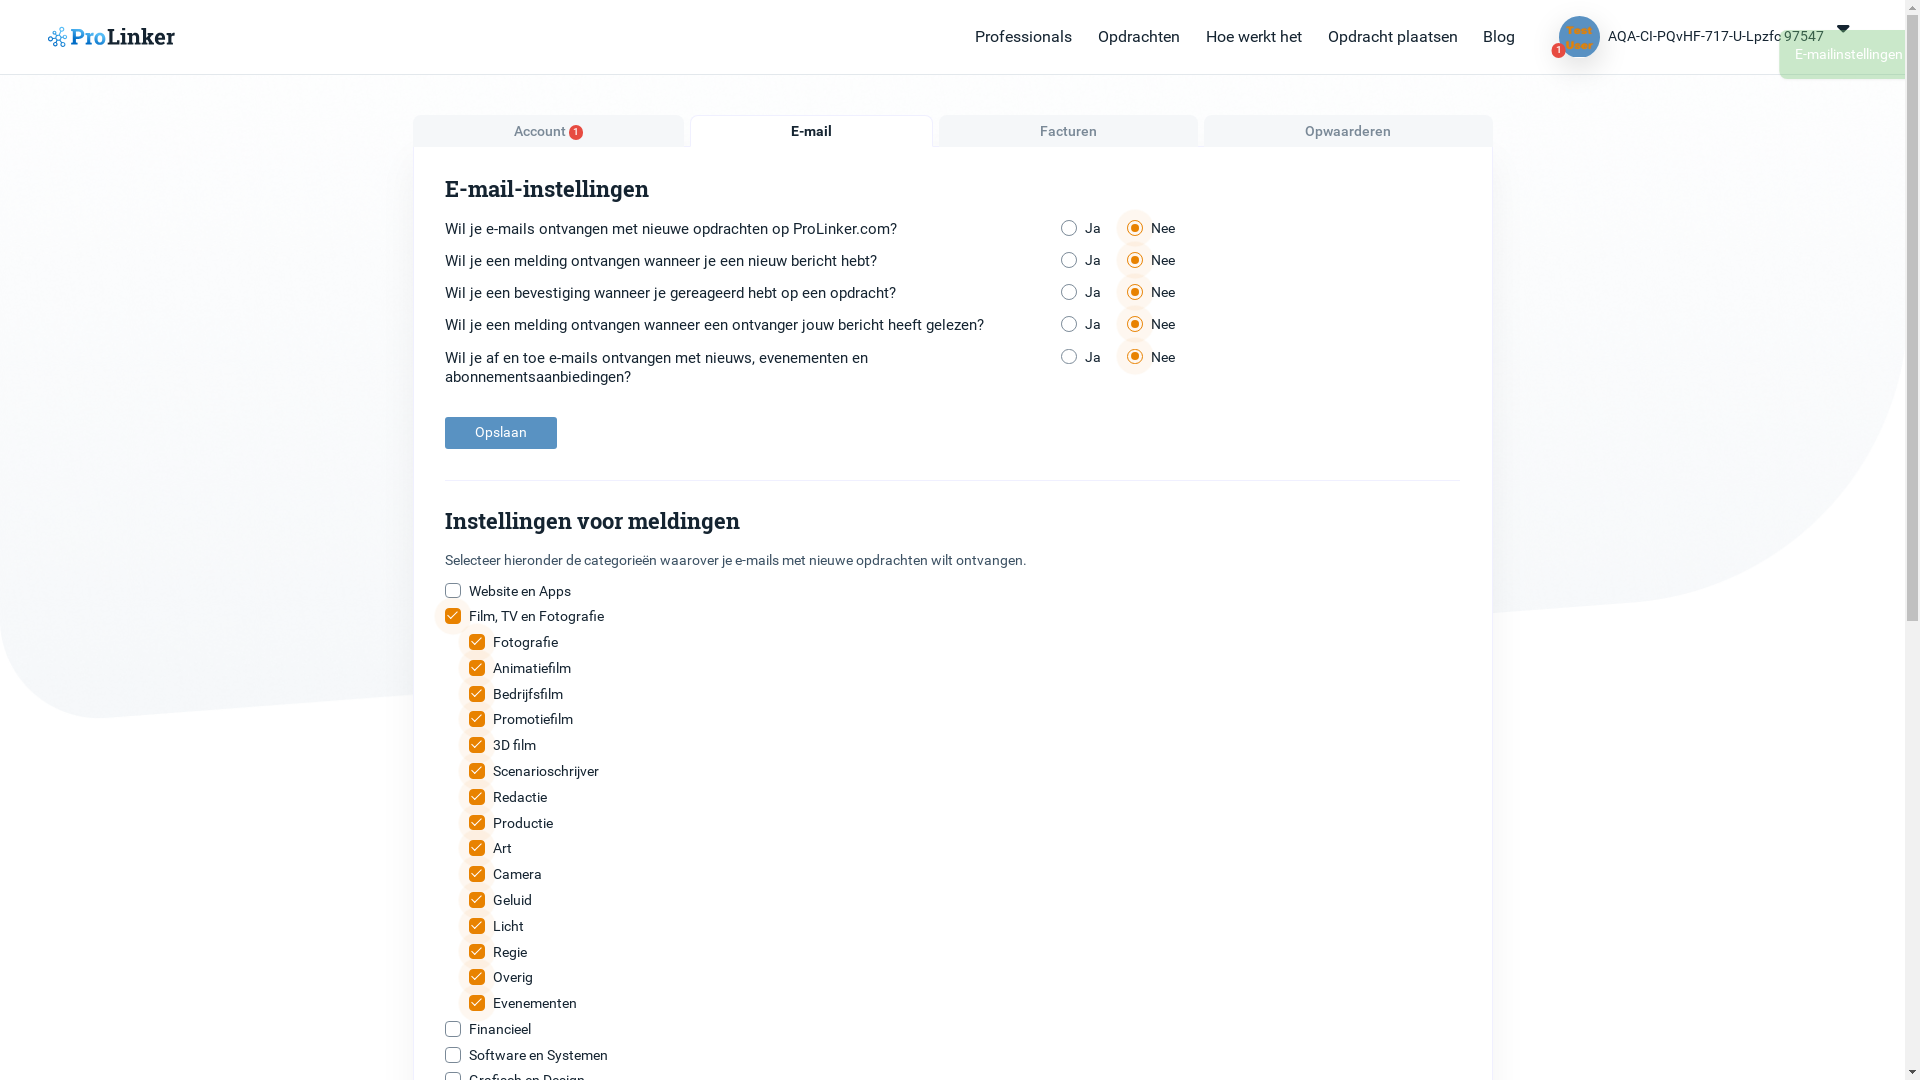 ProLinker
Professionals
Opdrachten
Hoe werkt het
Opdracht plaatsen
Blog
Test
User
1
AQA-CI-PQvHF-717-U-Lpzfc 97547
E-mailinstellingen
Account 1
E-mail
Facturen
Opwaarderen
E-mail-instellingen
Wil je e-mails ontvangen met nieuwe opdrachten op ProLinker.com? Ja Nee
Wil je een melding ontvangen wanneer je een nieuw bericht hebt? Ja Nee
Wil je een bevestiging wanneer je gereageerd hebt op een opdracht? Ja Nee
Wil je een melding ontvangen wanneer een ontvanger jouw bericht heeft gelezen? Ja Nee
Wil je af en toe e-mails ontvangen met nieuws, evenementen en Ja Nee
abonnementsaanbiedingen?
Opslaan
Instellingen voor meldingen
Selecteer hieronder de categorieën waarover je e-mails met nieuwe opdrachten wilt ontvangen.
Website en Apps
Film, TV en Fotografie
Fotografie
Animatiefilm
Bedrijfsfilm
Promotiefilm
3D film
Scenarioschrijver
Redactie
Productie
Art
Camera
Geluid
Licht
Regie
Overig
Evenementen
Financieel
Software en Systemen
Grafisch en Design